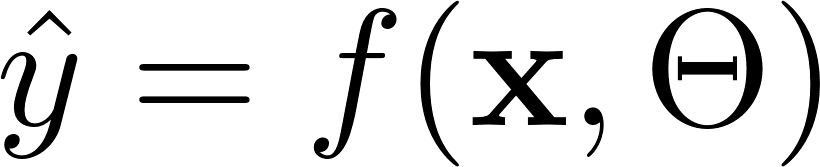 ŷ = f(𝐱, Θ)